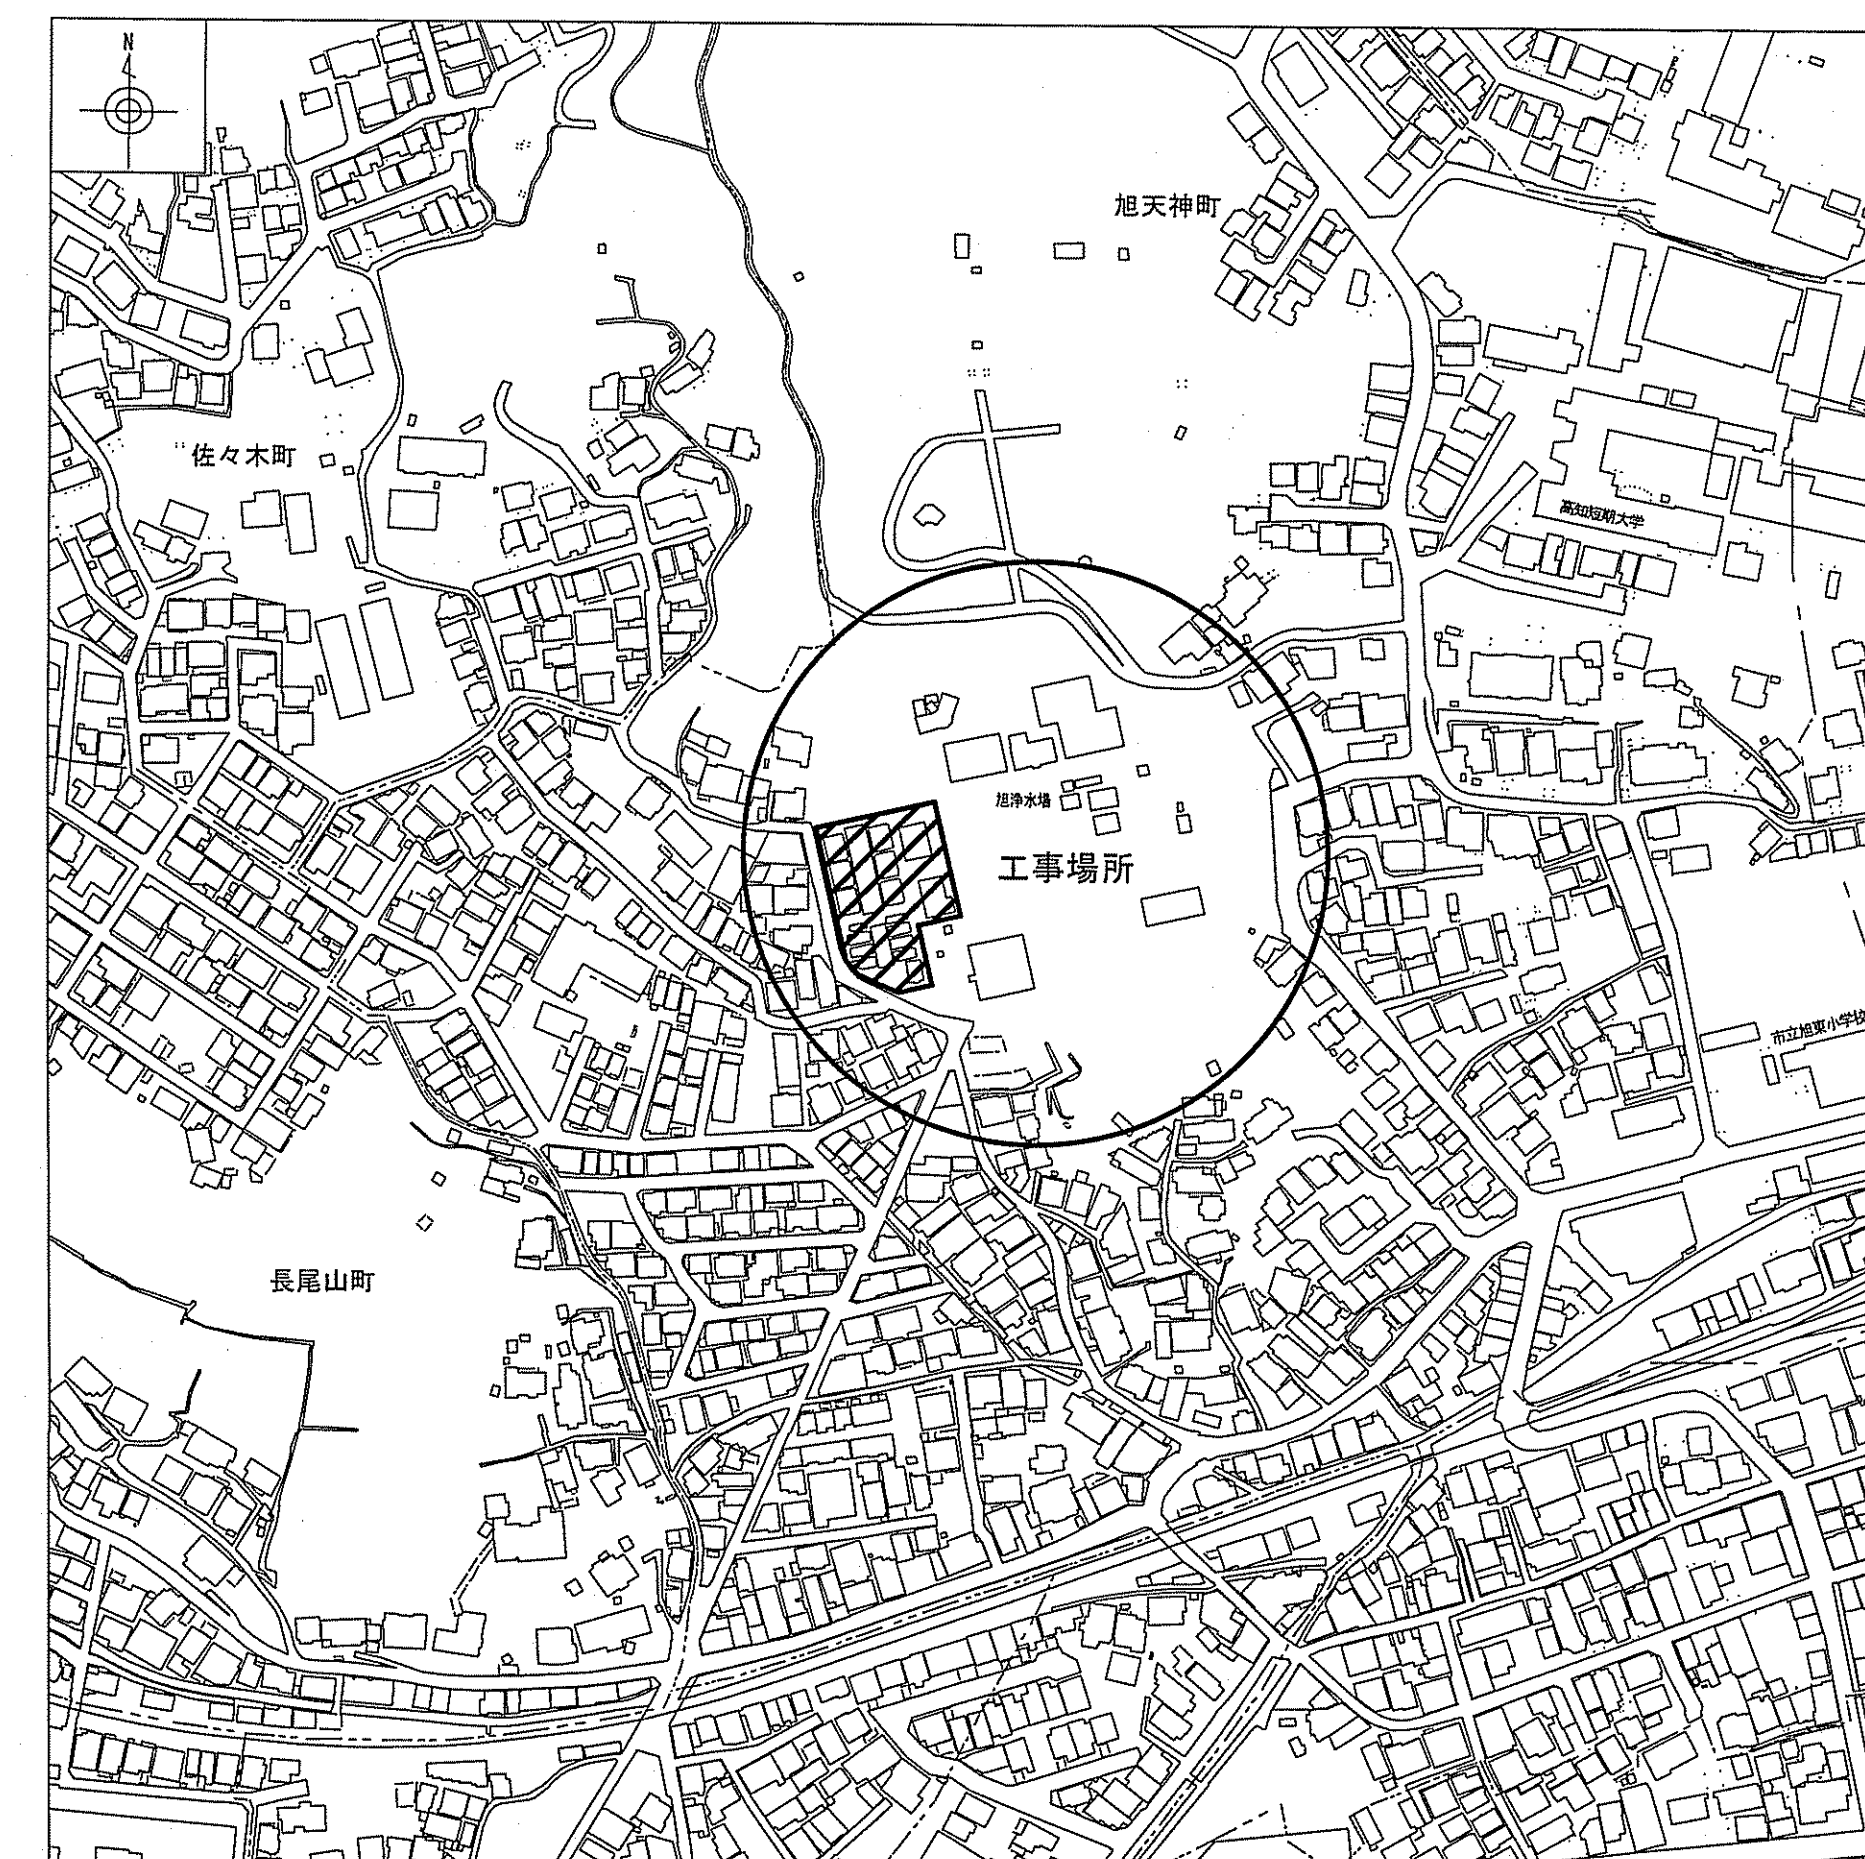 N
旭天神町
佐々木町
高知短期大学
旭浄水場
工事場所
市立旭東小学校
長尾山町